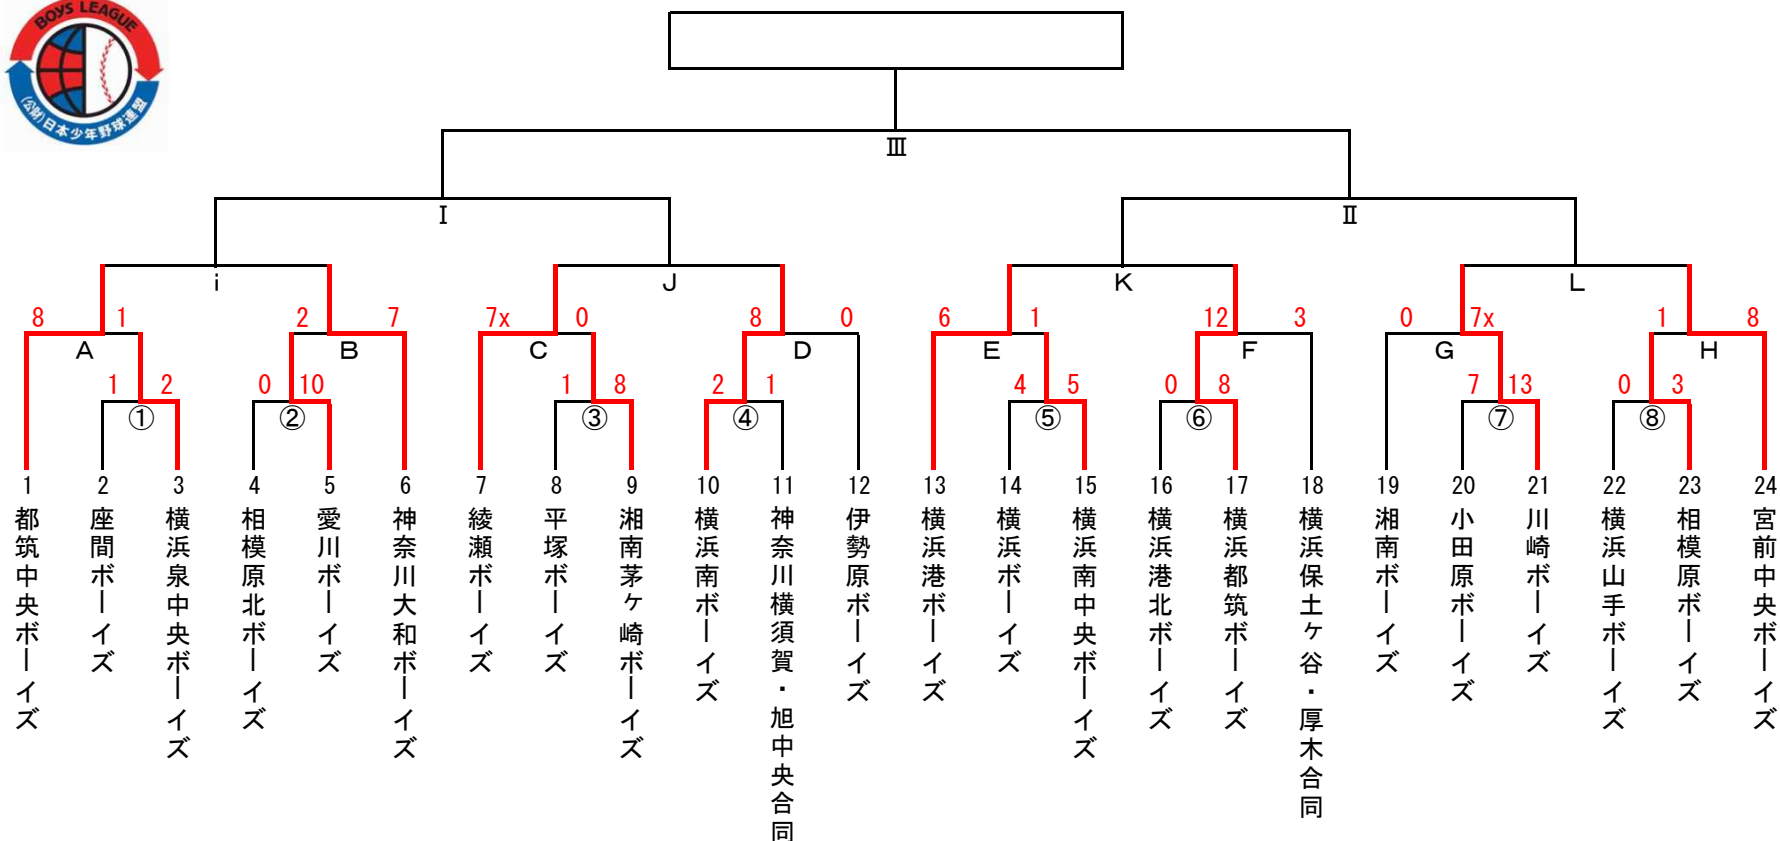 BOYS LEAGUE
(公財)日本少年野球連盟
Ⅲ
Ⅰ Ⅱ
i J K L
8 1 2 7 7x 0 8 0 6 1 12 3 0 7x 1 8
A B C D E F G H
1 2 0 10 1 8 2 1 4 5 0 8 7 13 0 3
① ② ③ ④ ⑤ ⑥ ⑦ ⑧
1 2 3 4 5 6 7 8 9 10 11 12 13 14 15 16 17 18 19 20 21 22 23 24
都筑中央ボーイズ
座間ボーイズ
横浜泉中央ボーイズ
相模原北ボーイズ
愛川ボーイズ
神奈川大和ボーイズ
綾瀬ボーイズ
平塚ボーイズ
湘南茅ケ崎ボーイズ
横浜南ボーイズ
神奈川横須賀・旭中央合同
伊勢原ボーイズ
横浜港ボーイズ
横浜ボーイズ
横浜南中央ボーイズ
横浜港北ボーイズ
横浜都筑ボーイズ
横浜保土ケ谷・厚木合同
湘南ボーイズ
小田原ボーイズ
川崎ボーイズ
横浜山手ボーイズ
相模原ボーイズ
宮前中央ボーイズ